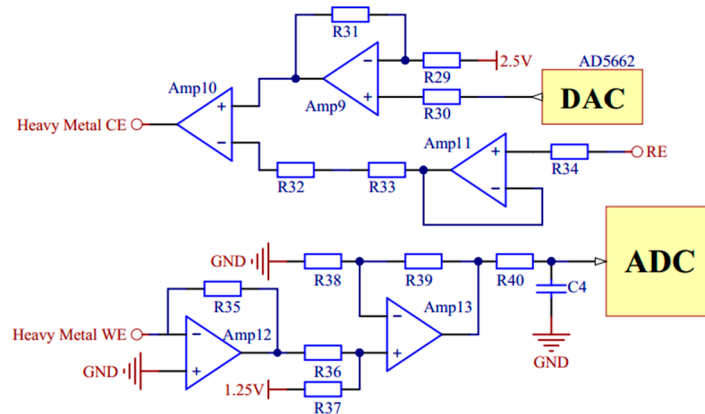 R31
R29
2.5V
AD5662
DAC
Amp10
Amp9
R30
Heavy Metal CE
Amp11
R34
RE
R32
R33
GND
R38
R39
R40
ADC
C4
R35
Amp13
Heavy Metal WE
Amp12
GND
R36
GND
1.25V
R37